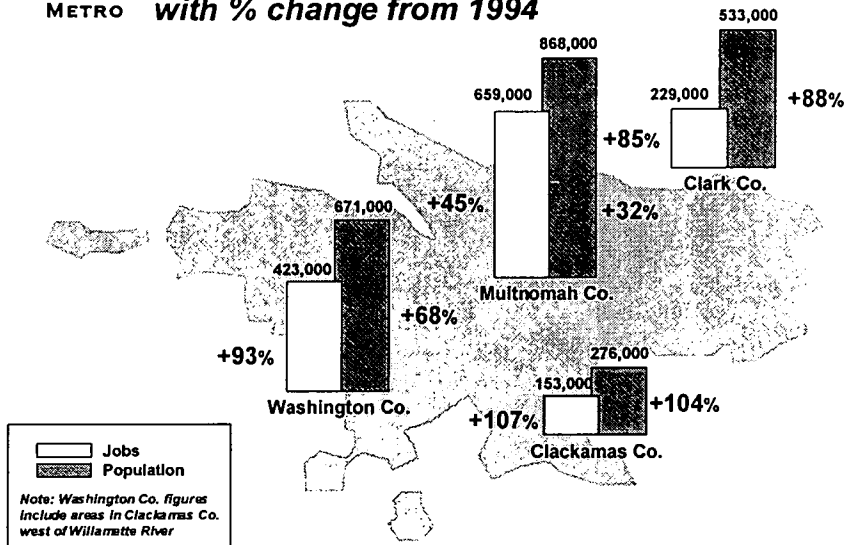 METRO with % change from 1994
533,000
868,000
659,000
229,000
+88%
+85%
Clark Co.
+45%
671,000
+32%
423,000
Multnomah Co.
+68%
+93%
276,000
153,000
Washington Co.
+107%
+104%
Clackamas Co.
Jobs
Population
Note: Washington Co. figures
include areas in Clackamas Co.
west of Willamette River